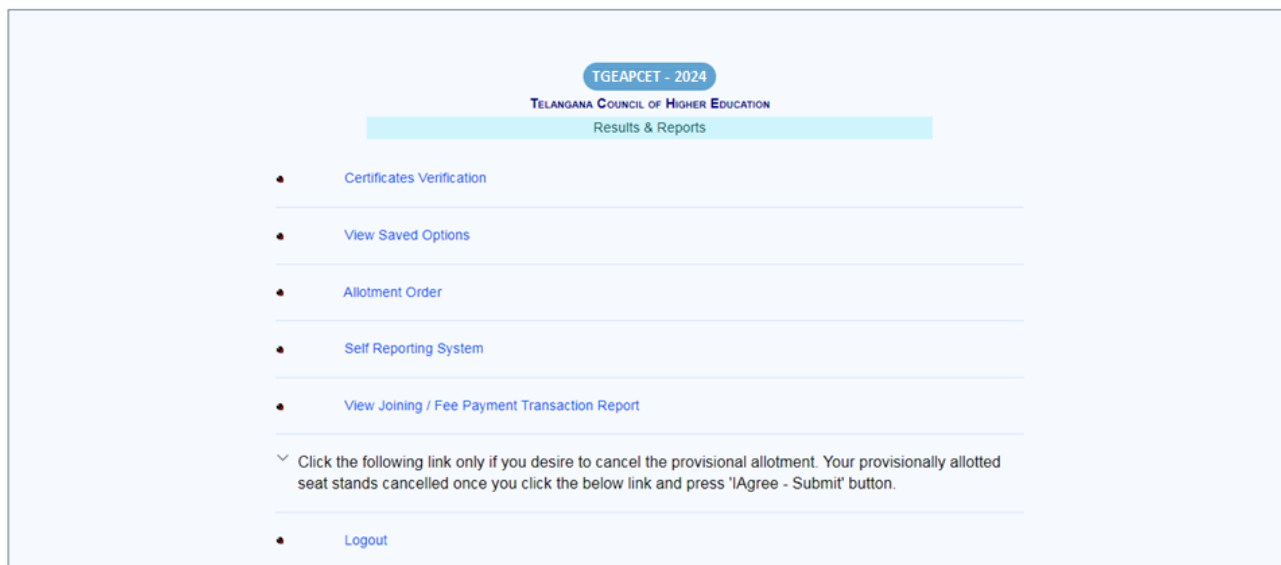 TGEAPCET - 2024
TELANGANA COUNCIL OF HIGHER EDUCATION
Results & Reports
Certificates Verification
View Saved Options
Allotment Order
Self Reporting System
View Joining / Fee Payment Transaction Report
Click the following link only if you desire to cancel the provisional allotment. Your provisionally allotted
seat stands cancelled once you click the below link and press 'IAgree - Submit' button.
Logout